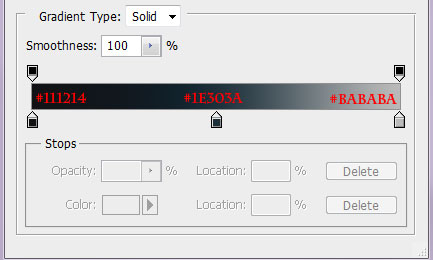 Gradient Type: Solid
Smoothness: 100 %
#111214 #1E303A #BABABA
Stops
Opacity: % Location: % Delete
Color: Location: % Delete